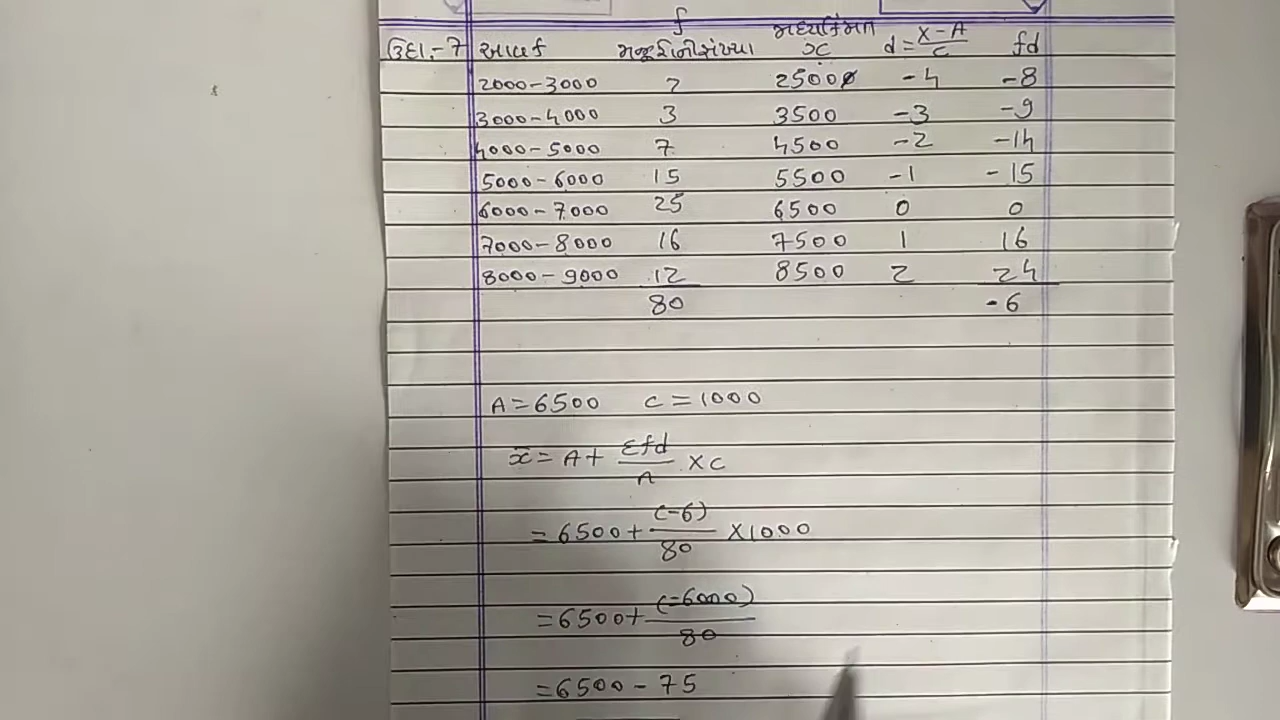 f
ઉદા.-7 આવક મજૂરોની સંખ્યા મધ્યકિંમત x d = X-A/C fd
2000-3000 2 2500 -4 -8
3000-4000 3 3500 -3 -9
4000-5000 7 4500 -2 -14
5000-6000 15 5500 -1 -15
6000-7000 25 6500 0 0
7000-8000 16 7500 1 16
8000-9000 12 8500 2 24
80 -6
A=6500 C=1000
x̄ = A+ Σfd/n ×C
=6500+ (-6)/80 ×1000
=6500+ (-6000)/80
=6500-75